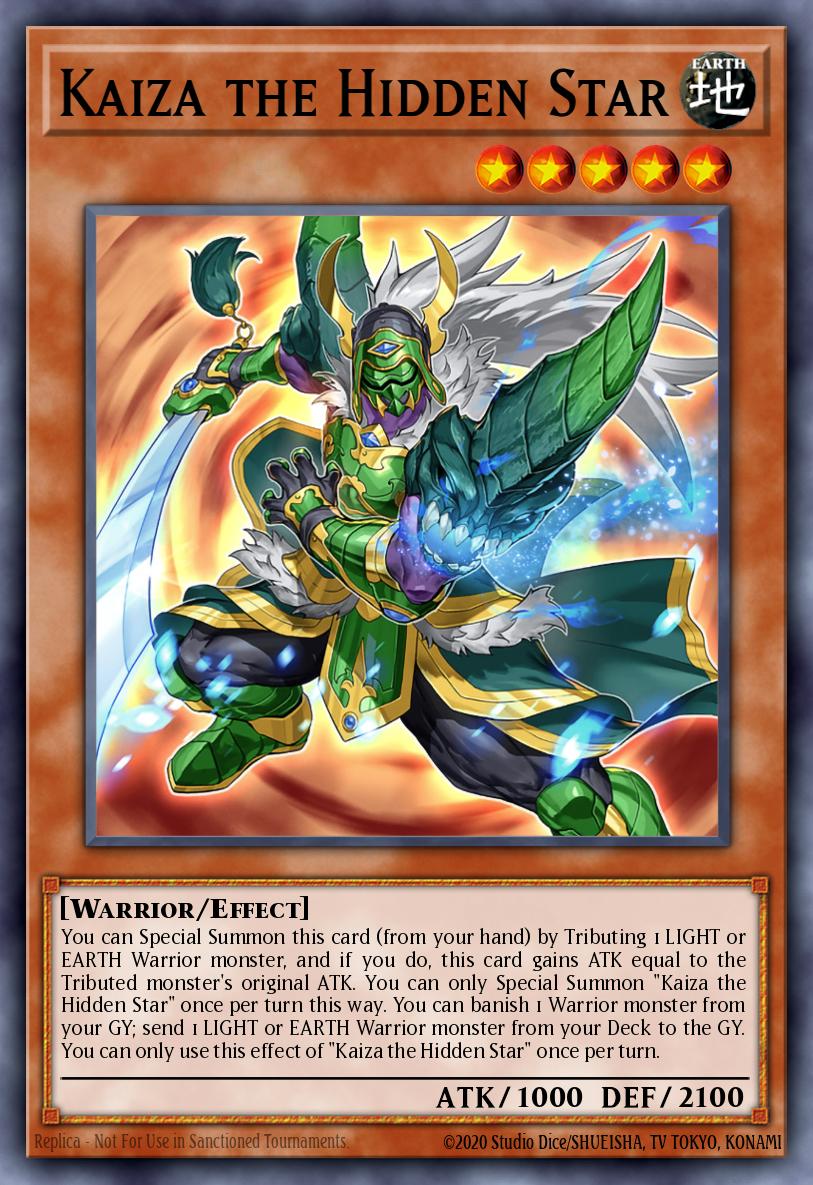 Kaiza the Hidden Star
EARTH
地
[Warrior/Effect]
You can Special Summon this card (from your hand) by Tributing 1 LIGHT or
EARTH Warrior monster, and if you do, this card gains ATK equal to the
Tributed monster's original ATK. You can only Special Summon "Kaiza the
Hidden Star" once per turn this way. You can banish 1 Warrior monster from
your GY; send 1 LIGHT or EARTH Warrior monster from your Deck to the GY.
You can only use this effect of "Kaiza the Hidden Star" once per turn.
ATK/1000 DEF/2100
Replica - Not For Use in Sanctioned Tournaments.
©2020 Studio Dice/SHUEISHA, TV TOKYO, KONAMI